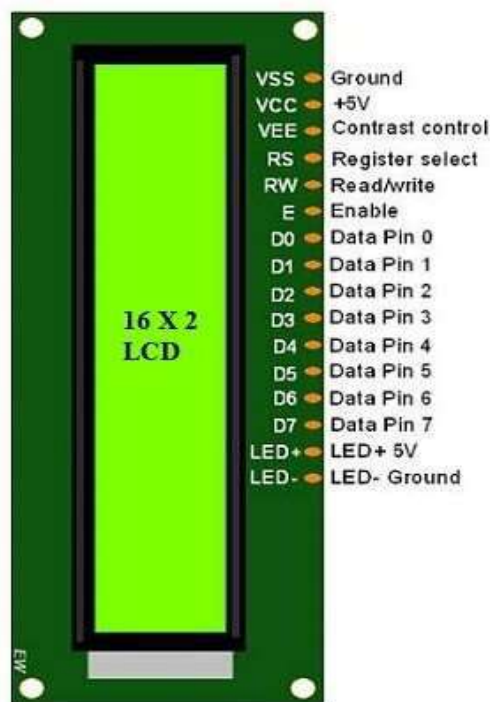 VSS Ground
VCC +5V
VEE Contrast control
RS Register select
RW Read/write
E Enable
D0 Data Pin 0
D1 Data Pin 1
D2 Data Pin 2
D3 Data Pin 3
D4 Data Pin 4
D5 Data Pin 5
D6 Data Pin 6
D7 Data Pin 7
LED+ LED+ 5V
LED- LED- Ground
16 X 2
LCD
EW